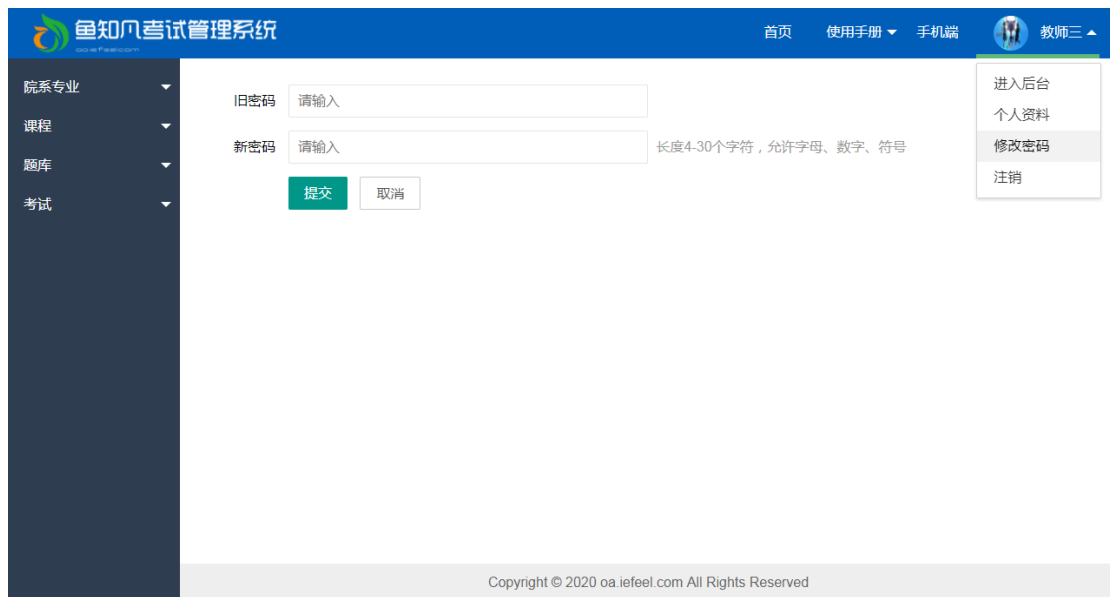 鱼知凡考试管理系统
oa.iefeel.com
首页 使用手册 手机端 教师三
院系专业
课程
题库
考试
旧密码 请输入
新密码 请输入 长度4-30个字符，允许字母、数字、符号
提交 取消
进入后台
个人资料
修改密码
注销
Copyright © 2020 oa.iefeel.com All Rights Reserved